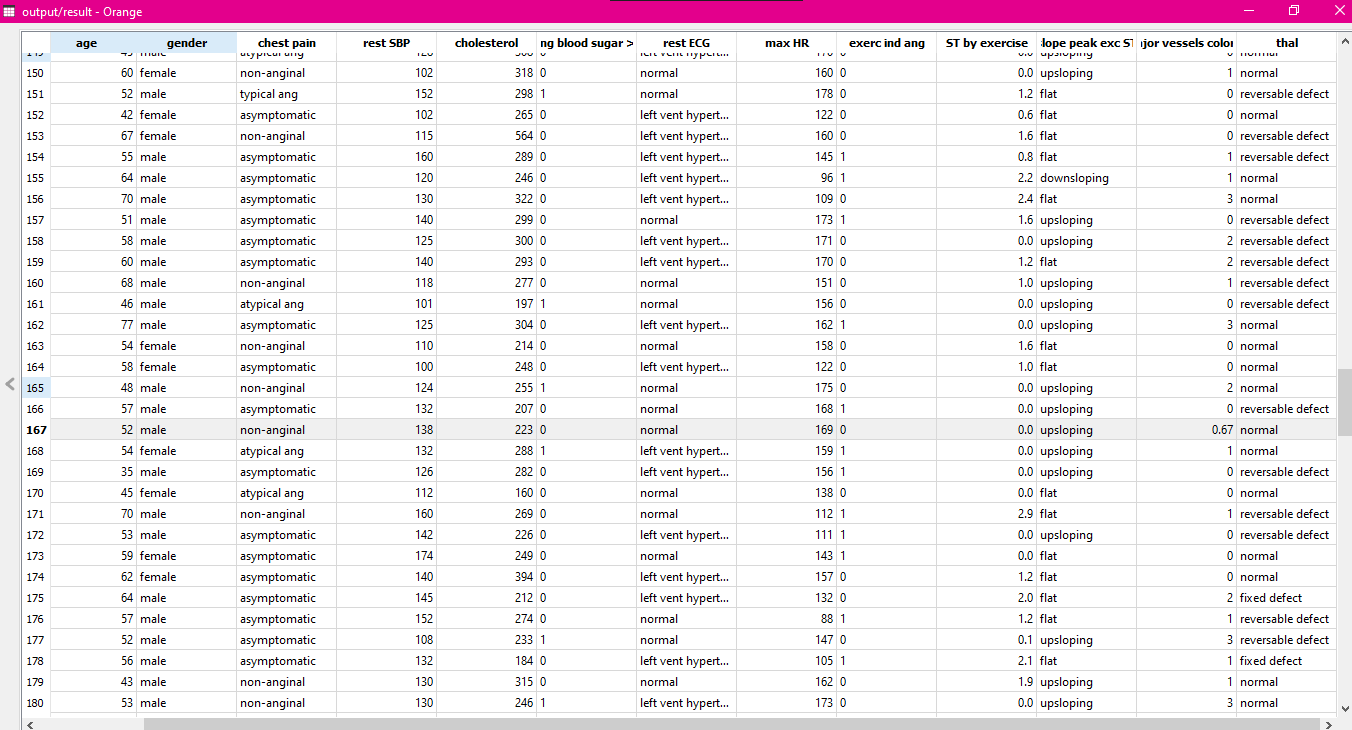 output/result - Orange
age gender chest pain rest SBP cholesterol ng blood sugar > rest ECG max HR exerc ind ang ST by exercise slope peak exc ST ajor vessels color thal
150 60 female non-anginal 102 318 0 normal 160 0 0.0 upsloping 1 normal
151 52 male typical ang 152 298 1 normal 178 0 1.2 flat 0 reversable defect
152 42 female asymptomatic 102 265 0 left vent hypert... 122 0 0.6 flat 0 normal
153 67 female non-anginal 115 564 0 left vent hypert... 160 0 1.6 flat 0 reversable defect
154 55 male asymptomatic 160 289 0 left vent hypert... 145 1 0.8 flat 1 reversable defect
155 64 male asymptomatic 120 246 0 left vent hypert... 96 1 2.2 downsloping 1 normal
156 70 male asymptomatic 130 322 0 left vent hypert... 109 0 2.4 flat 3 normal
157 51 male asymptomatic 140 299 0 normal 173 1 1.6 upsloping 0 reversable defect
158 58 male asymptomatic 125 300 0 left vent hypert... 171 0 0.0 upsloping 2 reversable defect
159 60 male asymptomatic 140 293 0 left vent hypert... 170 0 1.2 flat 2 reversable defect
160 68 male non-anginal 118 277 0 normal 151 0 1.0 upsloping 1 reversable defect
161 46 male atypical ang 101 197 1 normal 156 0 0.0 upsloping 0 reversable defect
162 77 male asymptomatic 125 304 0 left vent hypert... 162 1 0.0 upsloping 3 normal
163 54 female non-anginal 110 214 0 normal 158 0 1.6 flat 0 normal
164 58 female asymptomatic 100 248 0 left vent hypert... 122 0 1.0 flat 0 normal
165 48 male non-anginal 124 255 1 normal 175 0 0.0 upsloping 2 normal
166 57 male asymptomatic 132 207 0 normal 168 1 0.0 upsloping 0 reversable defect
167 52 male non-anginal 138 223 0 normal 169 0 0.0 upsloping 0.67 normal
168 54 female atypical ang 132 288 1 left vent hypert... 159 1 0.0 upsloping 1 normal
169 35 male asymptomatic 126 282 0 left vent hypert... 156 1 0.0 upsloping 0 reversable defect
170 45 female atypical ang 112 160 0 normal 138 0 0.0 flat 0 normal
171 70 male non-anginal 160 269 0 normal 112 1 2.9 flat 1 reversable defect
172 53 male asymptomatic 142 226 0 left vent hypert... 111 1 0.0 upsloping 0 reversable defect
173 59 female asymptomatic 174 249 0 normal 143 1 0.0 flat 0 normal
174 62 female asymptomatic 140 394 0 left vent hypert... 157 0 1.2 flat 0 normal
175 64 male asymptomatic 145 212 0 left vent hypert... 132 0 2.0 flat 2 fixed defect
176 57 male asymptomatic 152 274 0 normal 88 1 1.2 flat 1 reversable defect
177 52 male asymptomatic 108 233 1 normal 147 0 0.1 upsloping 3 reversable defect
178 56 male asymptomatic 132 184 0 left vent hypert... 105 1 2.1 flat 1 fixed defect
179 43 male non-anginal 130 315 0 normal 162 0 1.9 upsloping 1 normal
180 53 male non-anginal 130 246 1 left vent hypert... 173 0 0.0 upsloping 3 normal